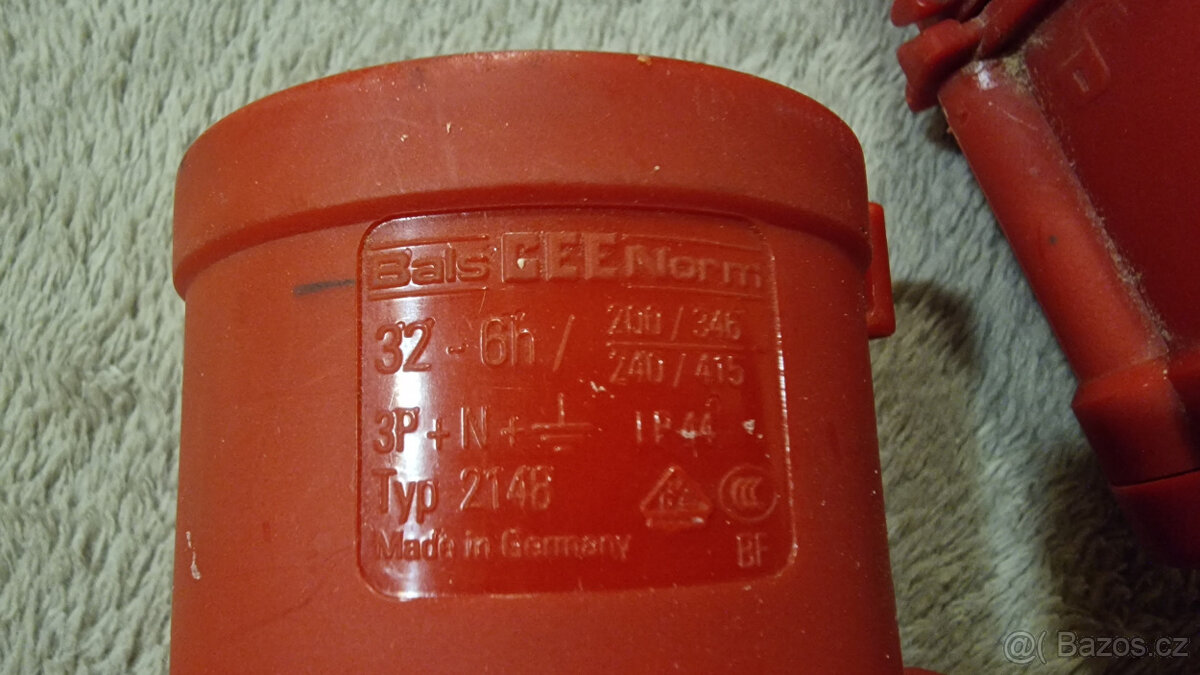 Bals CEE Norm
32 - 6h / 200 / 346
240 / 415
3P + N + ⏚ IP 44
Typ 2148
Made in Germany BF
@( Bazos.cz